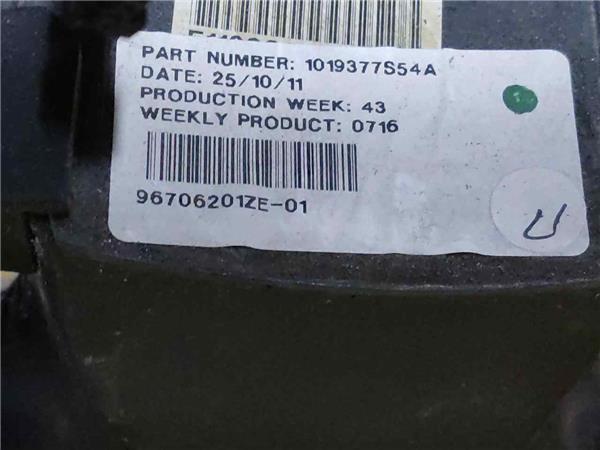 PART NUMBER: 1019377S54A
DATE: 25/10/11
PRODUCTION WEEK: 43
WEEKLY PRODUCT: 0716
96706201ZE-01
U